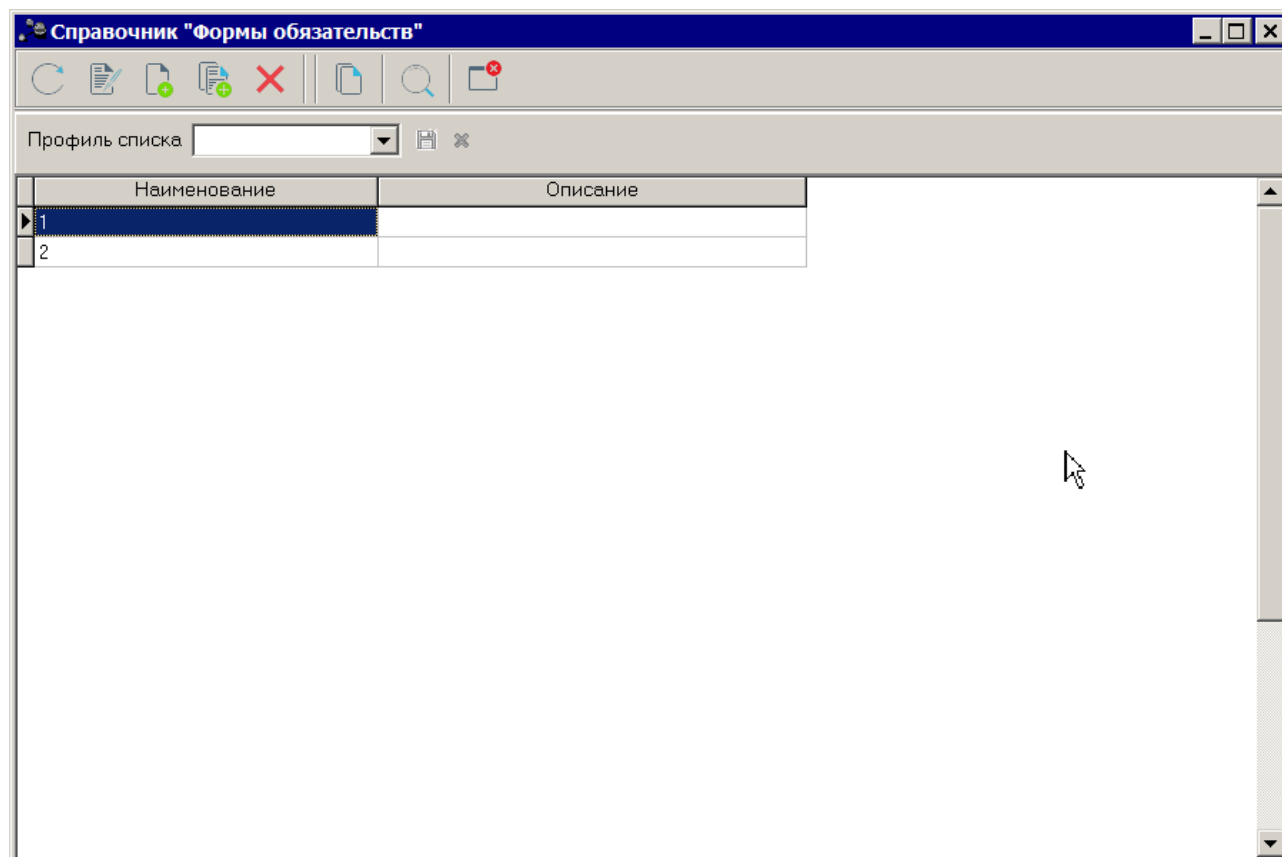 Справочник "Формы обязательств"
Профиль списка
Наименование Описание
1
2